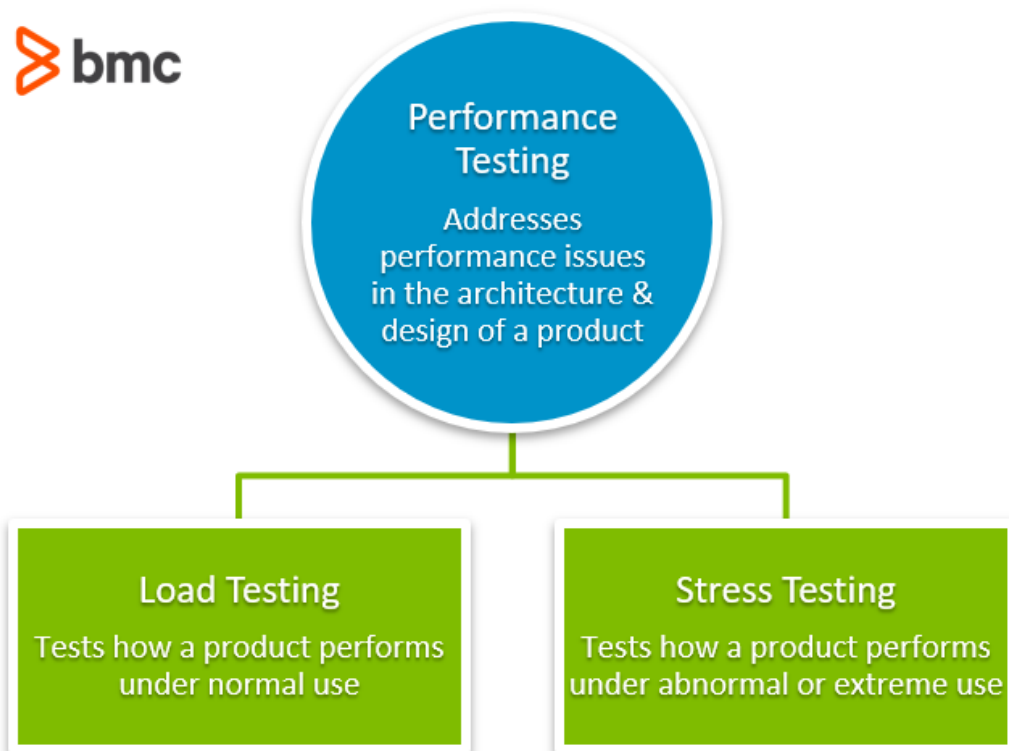 bmc
Performance
Testing
Addresses
performance issues
in the architecture &
design of a product
Load Testing
Tests how a product performs
under normal use
Stress Testing
Tests how a product performs
under abnormal or extreme use